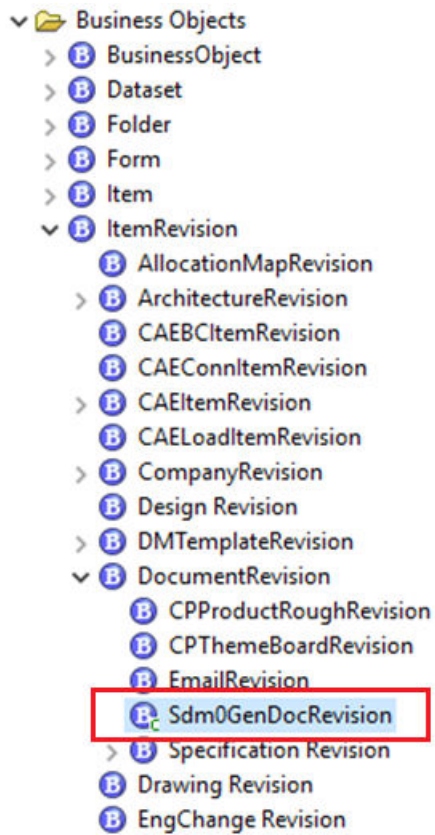 Business Objects
BusinessObject
Dataset
Folder
Form
Item
ItemRevision
AllocationMapRevision
ArchitectureRevision
CAEBCItemRevision
CAEConnItemRevision
CAEItemRevision
CAELoadItemRevision
CompanyRevision
Design Revision
DMTemplateRevision
DocumentRevision
CPProductRoughRevision
CPThemeBoardRevision
EmailRevision
Sdm0GenDocRevision
Specification Revision
Drawing Revision
EngChange Revision